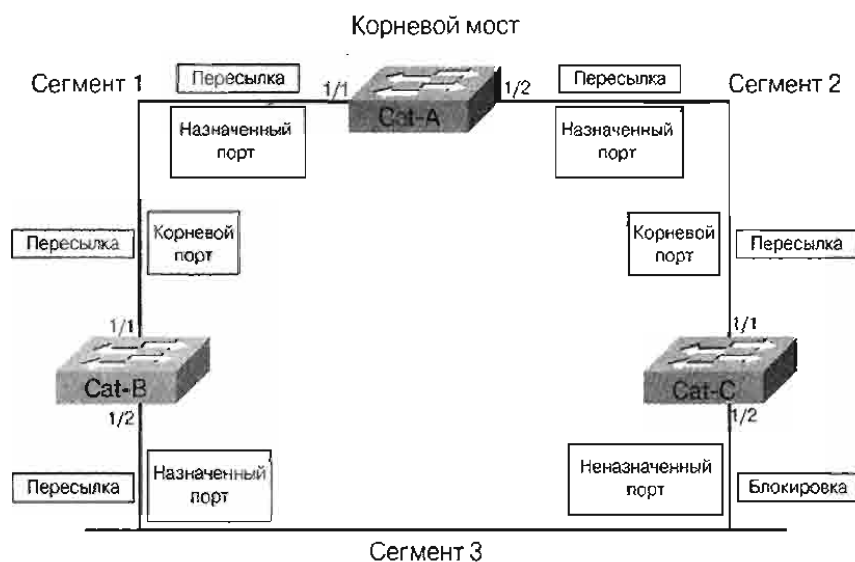 Корневой мост
Сегмент 1
Пересылка
1/1
Cat-A
1/2
Пересылка
Сегмент 2
Назначенный
порт
Назначенный
порт
Пересылка
Корневой
порт
Корневой
порт
Пересылка
1/1
Cat-B
1/2
1/1
Cat-C
1/2
Пересылка
Назначенный
порт
Неназначенный
порт
Блокировка
Сегмент 3